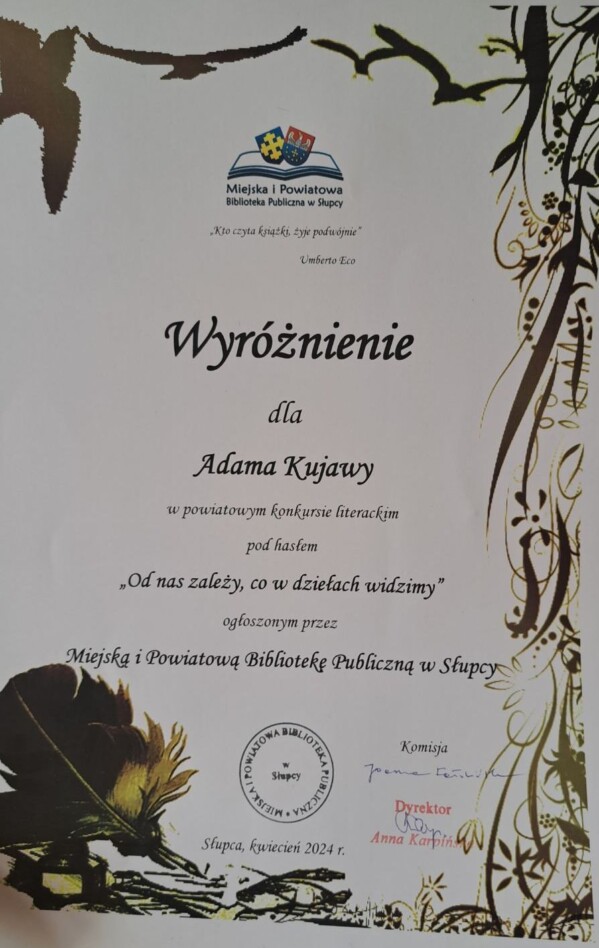 Miejska i Powiatowa
Biblioteka Publiczna w Słupcy
„Kto czyta książki, żyje podwójnie”
Umberto Eco
Wyróżnienie
dla
Adama Kujawy
w powiatowym konkursie literackim
pod hasłem
„Od nas zależy, co w dziełach widzimy”
ogłoszonym przez
Miejską i Powiatową Bibliotekę Publiczną w Słupcy
MIEJSKA I POWIATOWA BIBLIOTEKA PUBLICZNA
w
Słupcy
Komisja
Dyrektor
Anna
Słupca, kwiecień 2024 r.